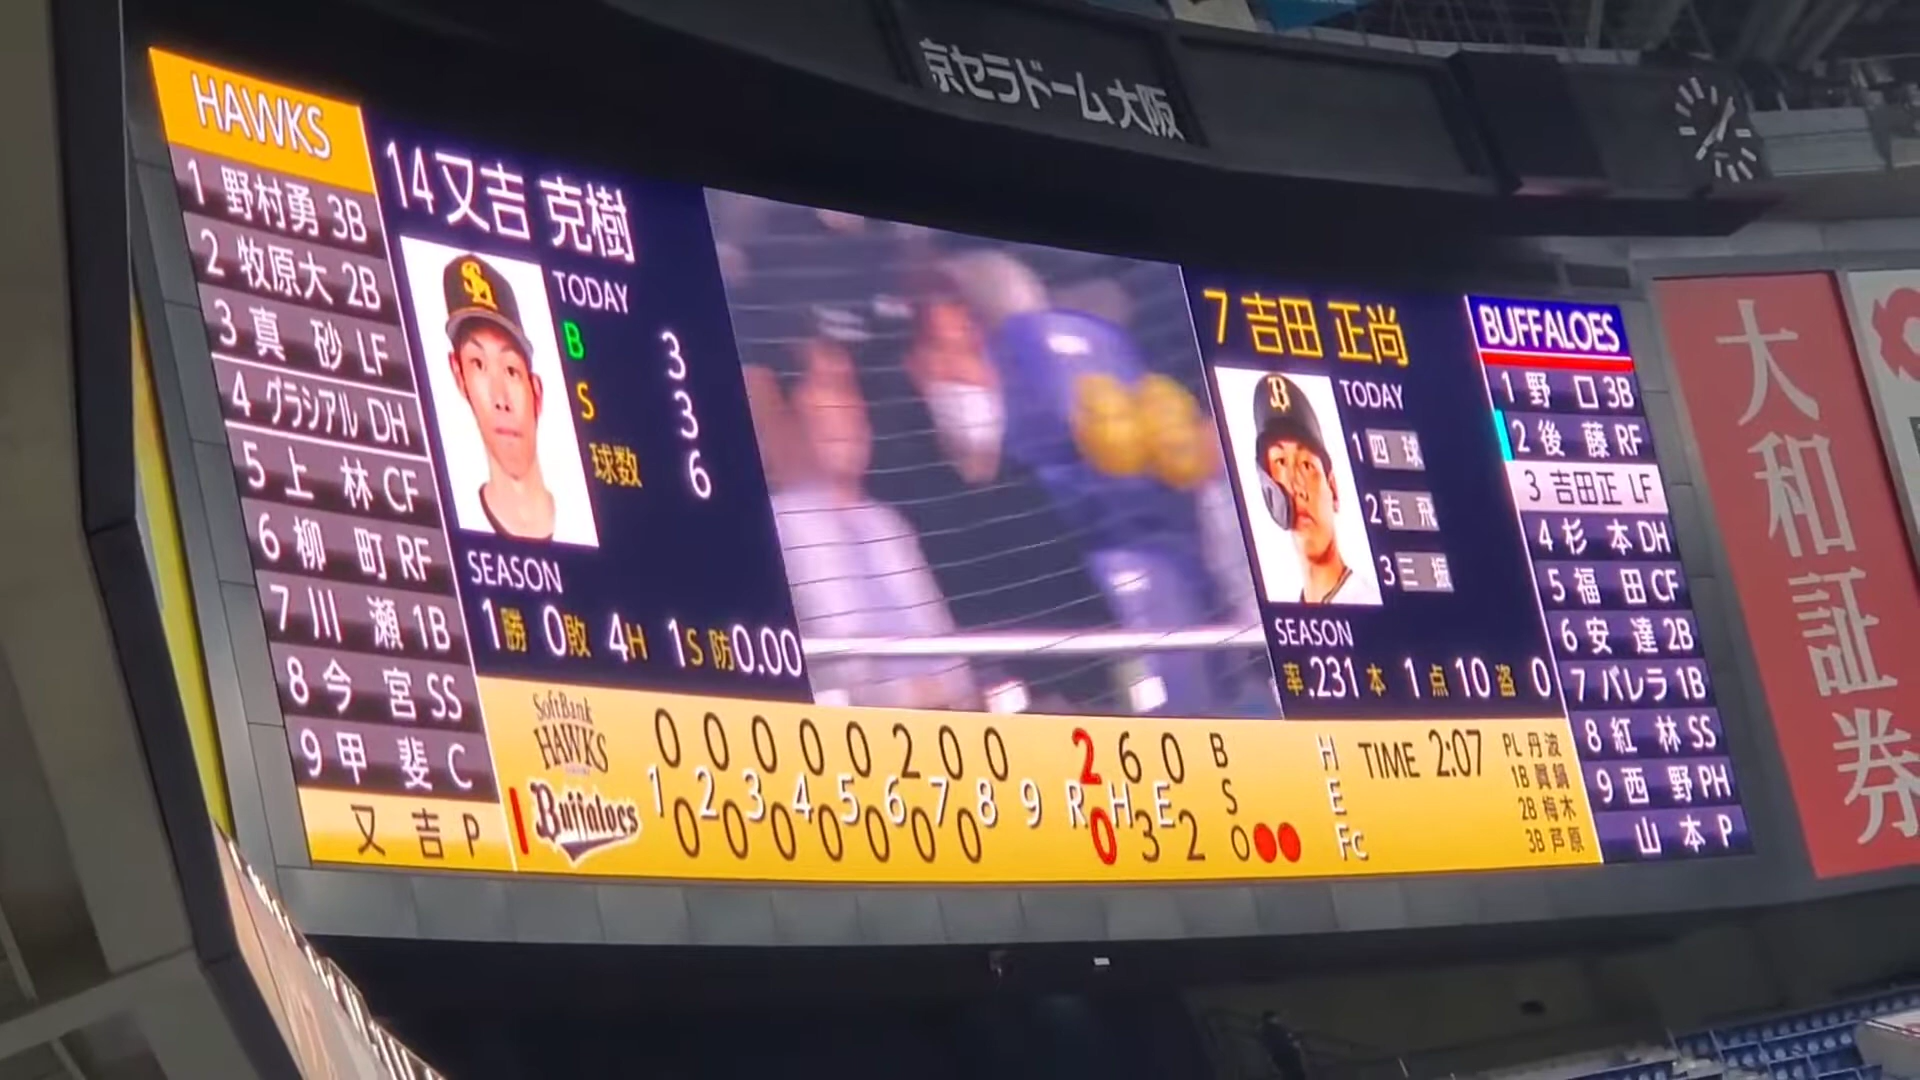 京セラドーム大阪
HAWKS
1 野村勇 3B
2 牧原大 2B
3 真 砂 LF
4 グラシアル DH
5 上 林 CF
6 柳 町 RF
7 川 瀬 1B
8 今 宮 SS
9 甲 斐 C
又 吉 P
14 又吉 克樹
TODAY
B 3
S 3
球数 6
SEASON
1勝 0敗 4H 1S 防0.00
7 吉田 正尚
TODAY
1 四 球
2 右 飛
3 三 振
SEASON
率.231 本 1 点 10 盗 0
BUFFALOES
1 野 口 3B
2 後 藤 RF
3 吉田正 LF
4 杉 本 DH
5 福 田 CF
6 安 達 2B
7 バレラ 1B
8 紅 林 SS
9 西 野 PH
山 本 P
SoftBank
HAWKS
0 0 0 0 0 2 0 0 2 6 0
1 2 3 4 5 6 7 8 9 R H E
Buffaloes
0 0 0 0 0 0 0 0 3 2
B
S
O
H
E
Fc
TIME 2:07
PL 丹波
1B 眞鍋
2B 梅木
3B 芦原
大和証券
SH
B